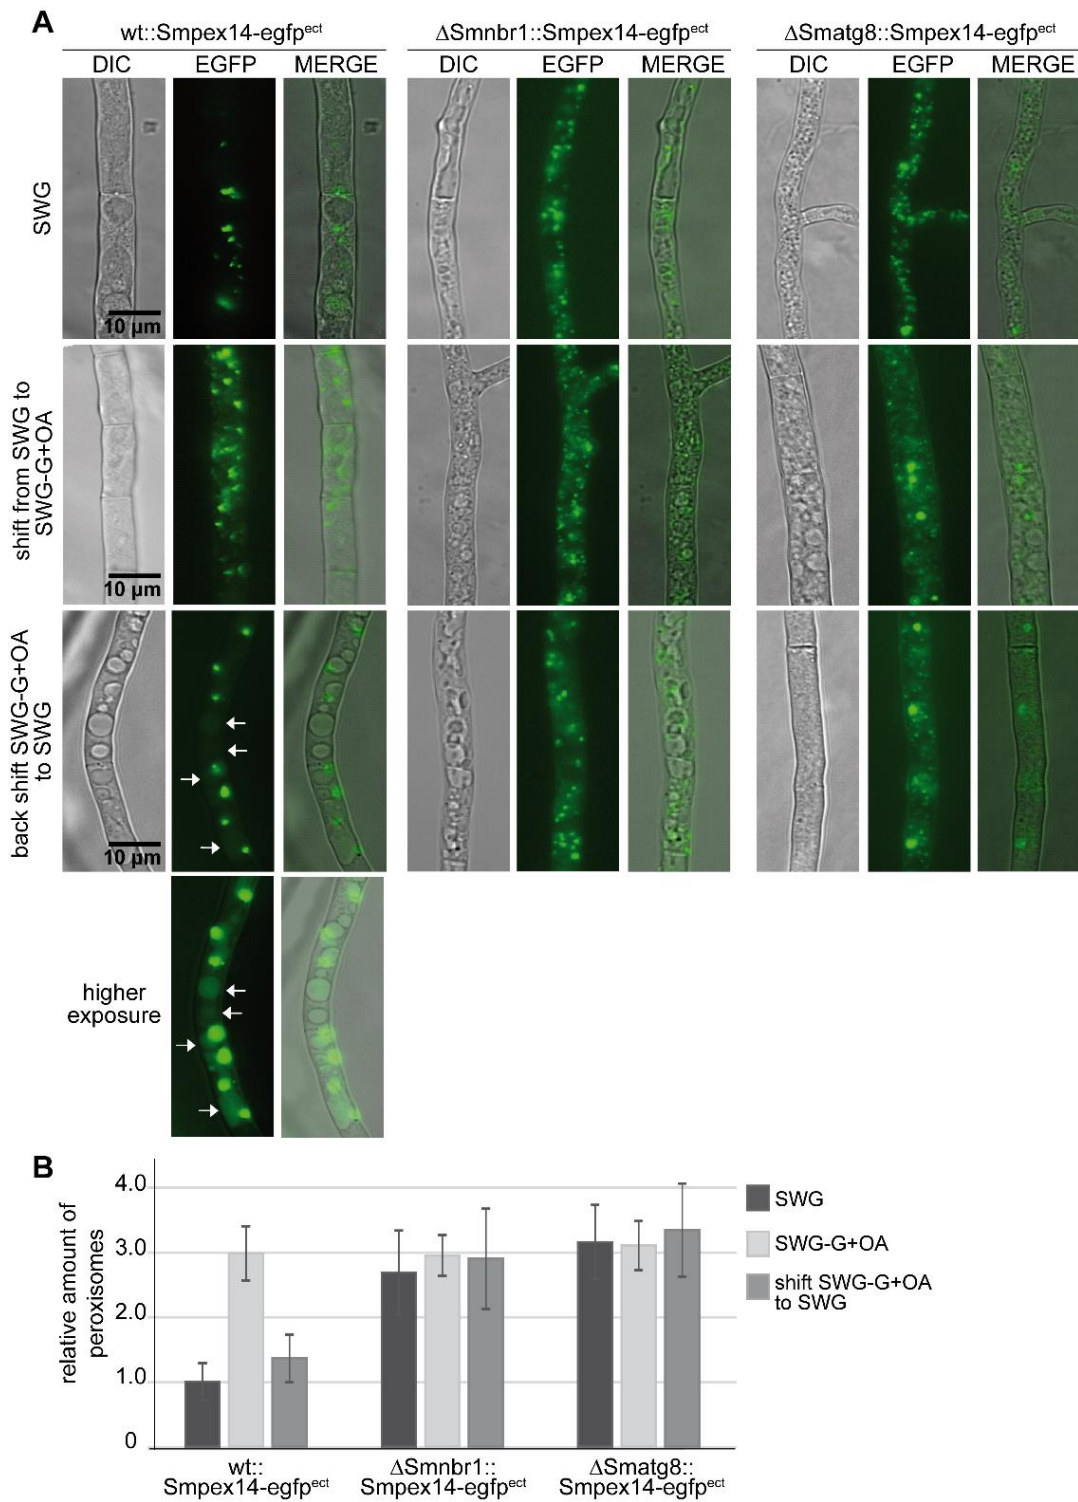 A
wt::Smpex14-egfpect
ΔSmnbr1::Smpex14-egfpect
ΔSmatg8::Smpex14-egfpect
DIC EGFP MERGE DIC EGFP MERGE DIC EGFP MERGE
SWG
10 µm
shift from SWG to
SWG-G+OA
10 µm
back shift SWG-G+OA
to SWG
10 µm
higher
exposure
B
relative amount of
peroxisomes
4.0
3.0
2.0
1.0
0
SWG
SWG-G+OA
shift SWG-G+OA
to SWG
wt::
Smpex14-egfpect
ΔSmnbr1::
Smpex14-egfpect
ΔSmatg8::
Smpex14-egfpect